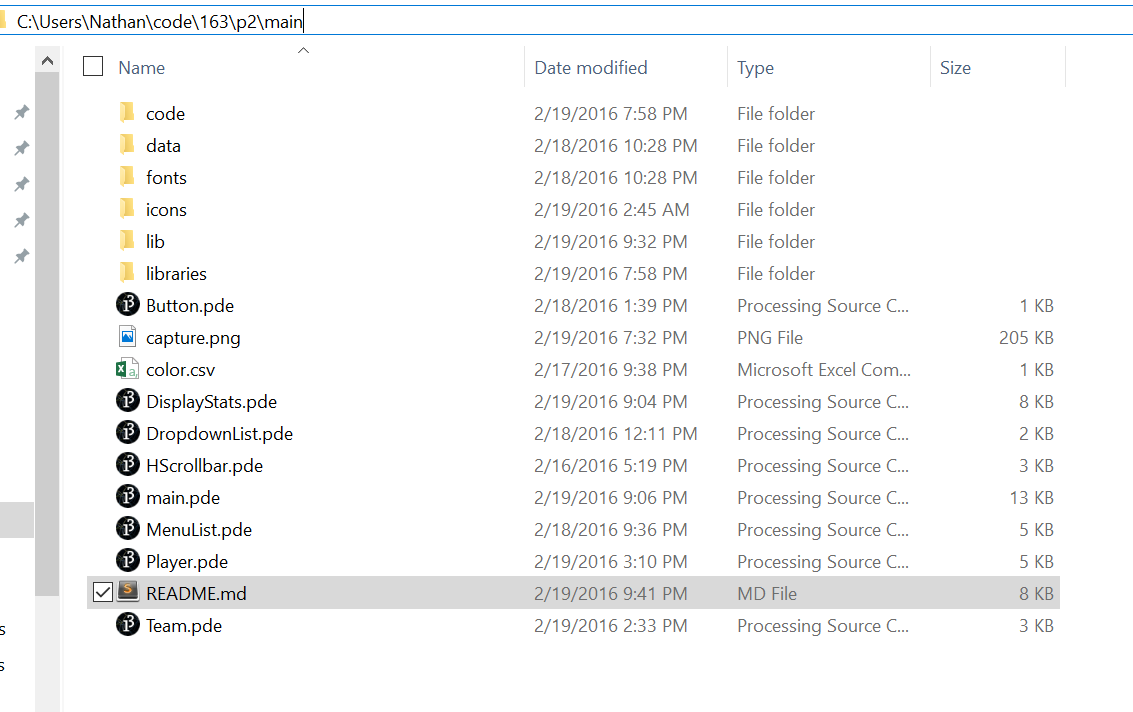 C:\Users\Nathan\code\163\p2\main
Name Date modified Type Size
code 2/19/2016 7:58 PM File folder
data 2/18/2016 10:28 PM File folder
fonts 2/18/2016 10:28 PM File folder
icons 2/19/2016 2:45 AM File folder
lib 2/19/2016 9:32 PM File folder
libraries 2/19/2016 7:58 PM File folder
Button.pde 2/18/2016 1:39 PM Processing Source C... 1 KB
capture.png 2/19/2016 7:32 PM PNG File 205 KB
color.csv 2/17/2016 9:38 PM Microsoft Excel Com... 1 KB
DisplayStats.pde 2/19/2016 9:04 PM Processing Source C... 8 KB
DropdownList.pde 2/18/2016 12:11 PM Processing Source C... 2 KB
HScrollbar.pde 2/16/2016 5:19 PM Processing Source C... 3 KB
main.pde 2/19/2016 9:06 PM Processing Source C... 13 KB
MenuList.pde 2/18/2016 9:36 PM Processing Source C... 5 KB
Player.pde 2/19/2016 3:10 PM Processing Source C... 5 KB
README.md 2/19/2016 9:41 PM MD File 8 KB
s Team.pde 2/19/2016 2:33 PM Processing Source C... 3 KB
s